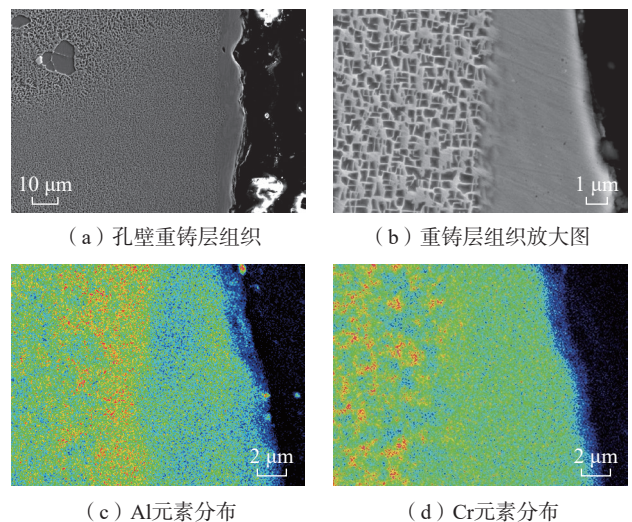 10 μm
1 μm
（a）孔壁重铸层组织
（b）重铸层组织放大图
2 μm
2 μm
（c）Al元素分布
（d）Cr元素分布